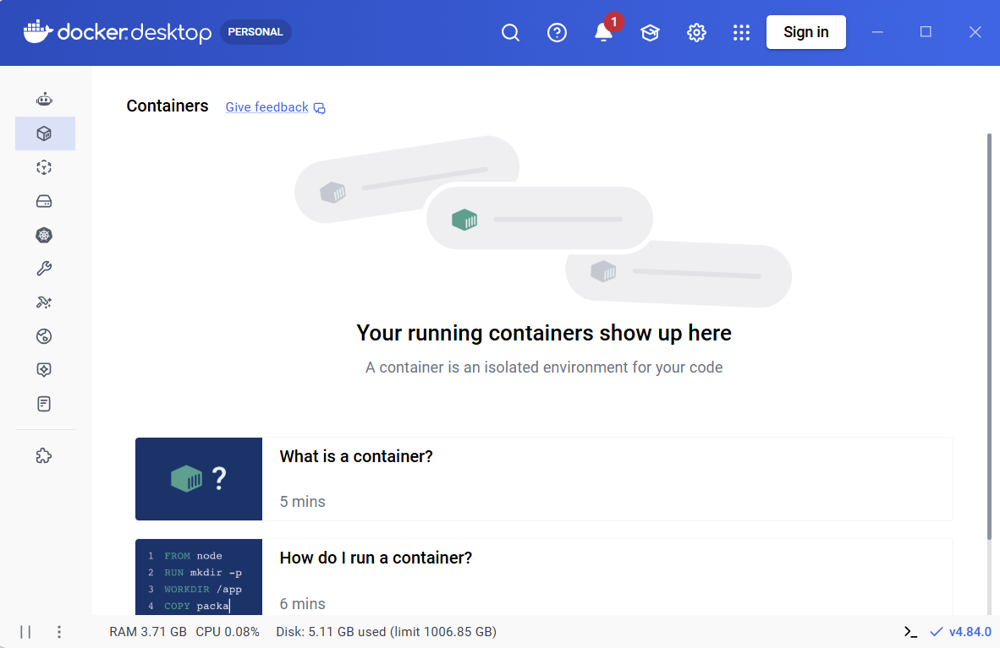 docker.desktop PERSONAL 1 Sign in
Containers Give feedback
Your running containers show up here
A container is an isolated environment for your code
?
What is a container?
5 mins
1 FROM node
2 RUN mkdir -p
3 WORKDIR /app
4 COPY packa
How do I run a container?
6 mins
RAM 3.71 GB CPU 0.08% Disk: 5.11 GB used (limit 1006.85 GB) v4.84.0